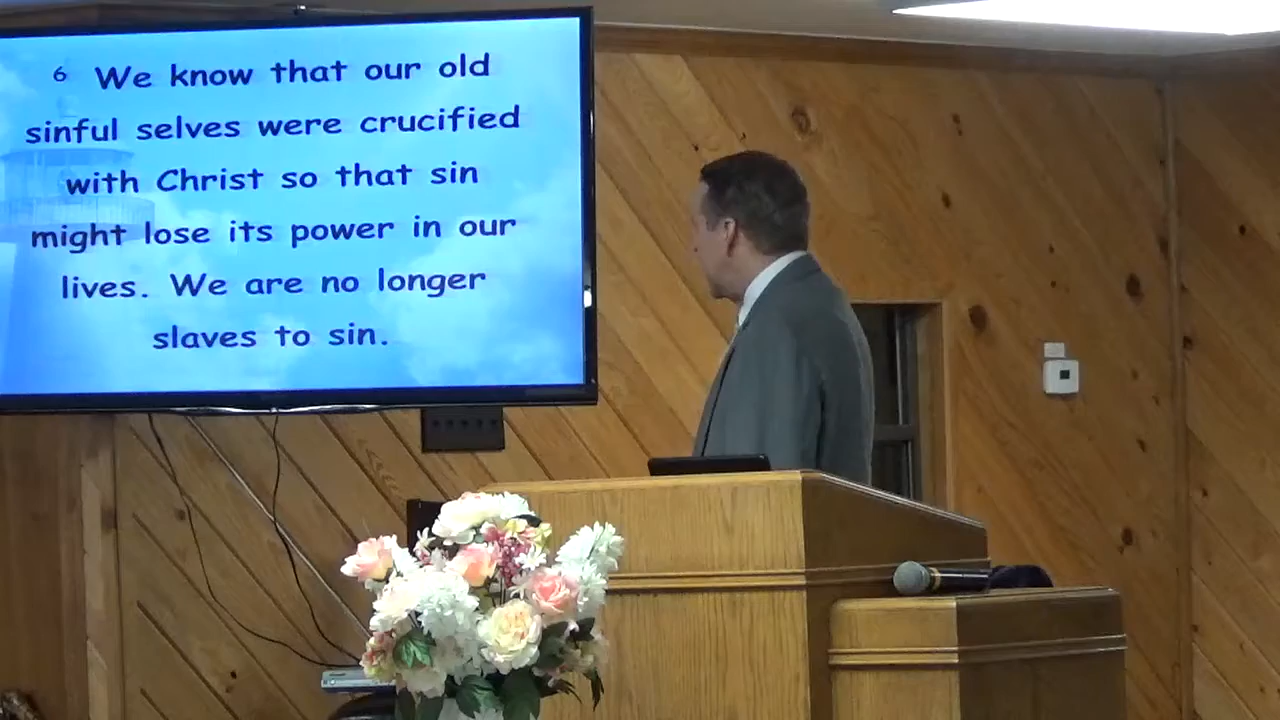 6 We know that our old
sinful selves were crucified
with Christ so that sin
might lose its power in our
lives. We are no longer
slaves to sin.